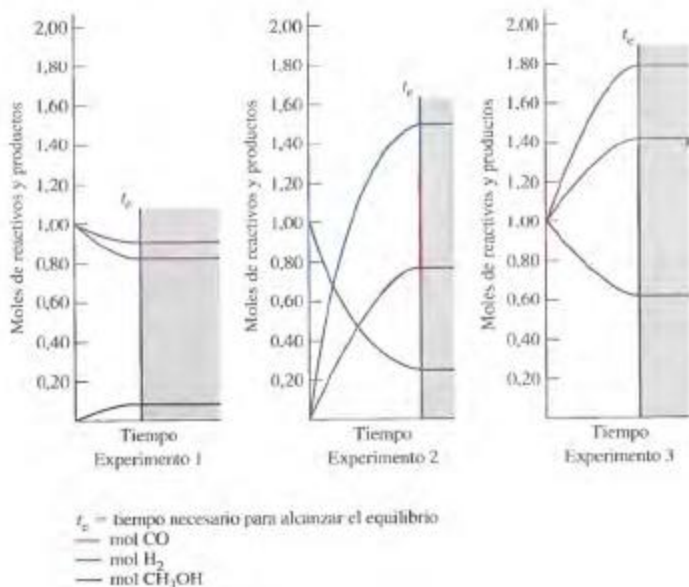 Moles de reactivos y productos
2,00
1,80
1,60
1,40
1,20
1,00
0,80
0,60
0,40
0,20
t_e
Tiempo
Experimento 1
Moles de reactivos y productos
2,00
1,80
1,60
1,40
1,20
1,00
0,80
0,60
0,40
0,20
t_e
Tiempo
Experimento 2
Moles de reactivos y productos
2,00
1,80
1,60
1,40
1,20
1,00
0,80
0,60
0,40
0,20
t_e
Tiempo
Experimento 3
t_e = tiempo necesario para alcanzar el equilibrio
— mol CO
— mol H₂
— mol CH₃OH